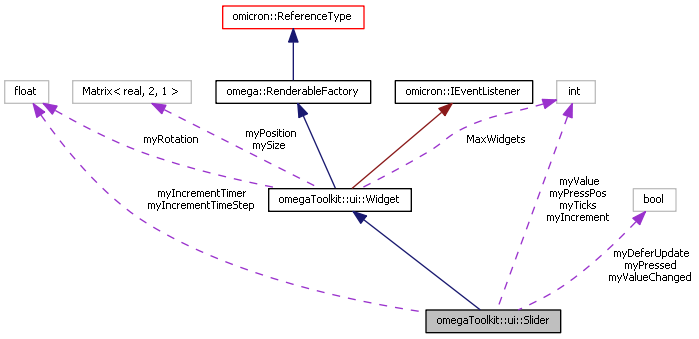 omicron::ReferenceType
float
Matrix< real, 2, 1 >
omega::RenderableFactory
omicron::IEventListener
int
myRotation
myPosition
mySize
MaxWidgets
myIncrementTimer
myIncrementTimeStep
omegaToolkit::ui::Widget
myValue
myPressPos
myTicks
myIncrement
bool
myDeferUpdate
myPressed
myValueChanged
omegaToolkit::ui::Slider